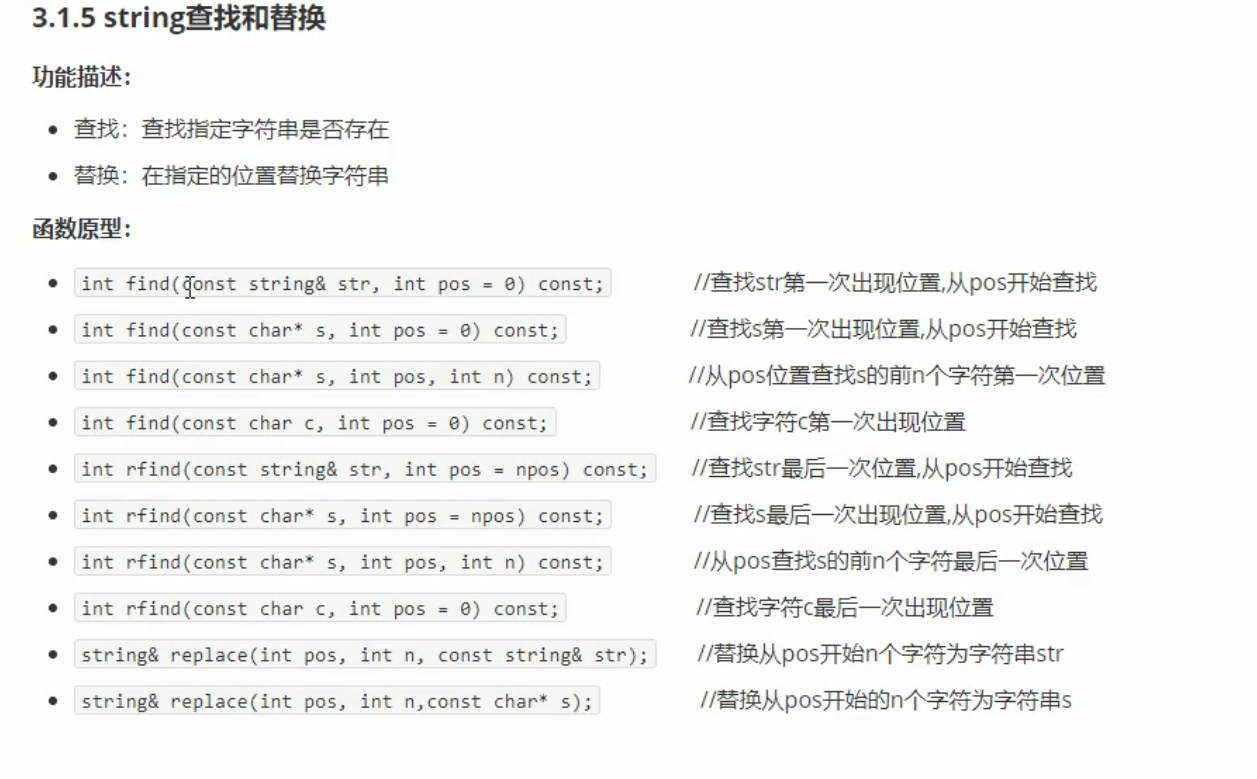 3.1.5 string查找和替换
功能描述：
查找：查找指定字符串是否存在
替换：在指定的位置替换字符串
函数原型：
int find(const string& str, int pos = 0) const; //查找str第一次出现位置,从pos开始查找
int find(const char* s, int pos = 0) const; //查找s第一次出现位置,从pos开始查找
int find(const char* s, int pos, int n) const; //从pos位置查找s的前n个字符第一次位置
int find(const char c, int pos = 0) const; //查找字符c第一次出现位置
int rfind(const string& str, int pos = npos) const; //查找str最后一次位置,从pos开始查找
int rfind(const char* s, int pos = npos) const; //查找s最后一次出现位置,从pos开始查找
int rfind(const char* s, int pos, int n) const; //从pos查找s的前n个字符最后一次位置
int rfind(const char c, int pos = 0) const; //查找字符c最后一次出现位置
string& replace(int pos, int n, const string& str); //替换从pos开始n个字符为字符串str
string& replace(int pos, int n,const char* s); //替换从pos开始的n个字符为字符串s